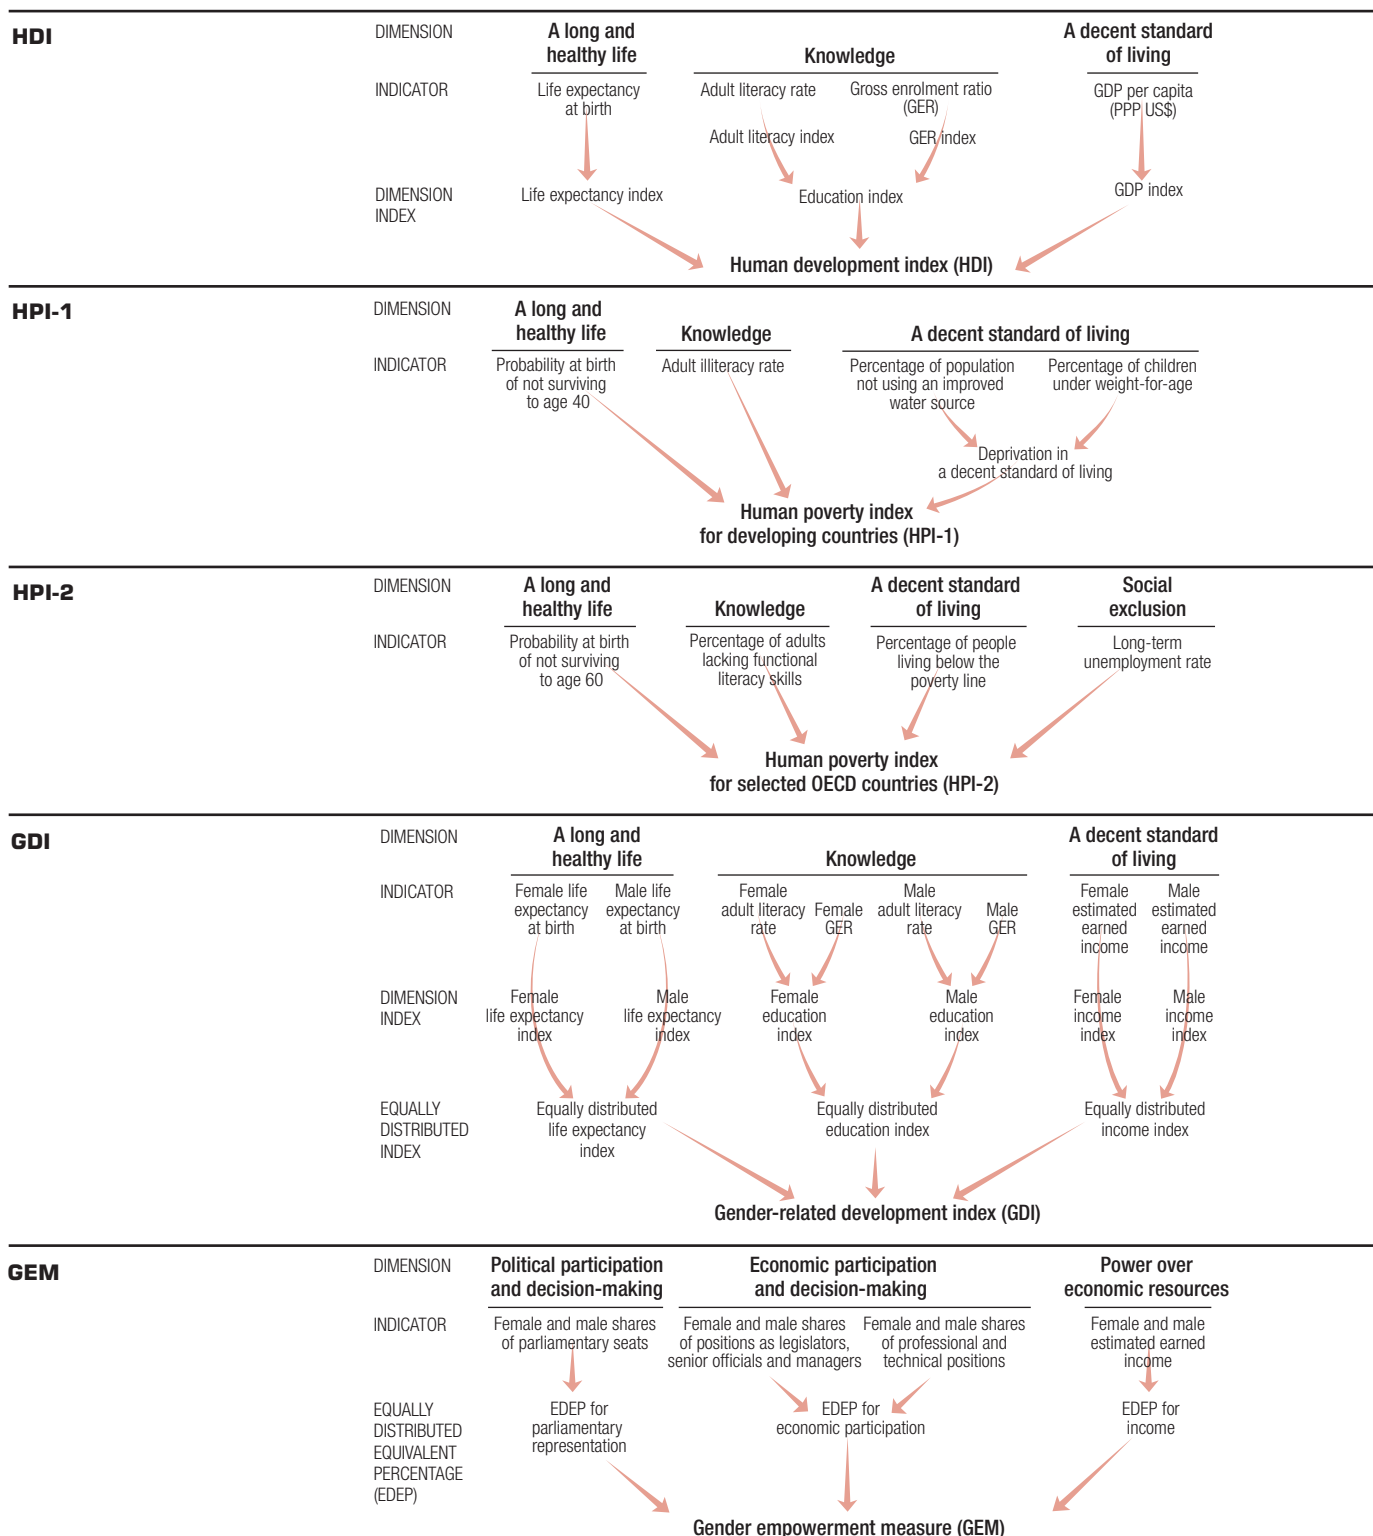 HDI
DIMENSION
A long and
healthy life
Knowledge
A decent standard
of living
INDICATOR
Life expectancy
at birth
Adult literacy rate
Gross enrolment ratio
(GER)
GDP per capita
(PPP US$)
Adult literacy index
GER index
DIMENSION
INDEX
Life expectancy index
Education index
GDP index
Human development index (HDI)
HPI-1
DIMENSION
A long and
healthy life
Knowledge
A decent standard of living
INDICATOR
Probability at birth
of not surviving
to age 40
Adult illiteracy rate
Percentage of population
not using an improved
water source
Percentage of children
under weight-for-age
Deprivation in
a decent standard of living
Human poverty index
for developing countries (HPI-1)
HPI-2
DIMENSION
A long and
healthy life
Knowledge
A decent standard
of living
Social
exclusion
INDICATOR
Probability at birth
of not surviving
to age 60
Percentage of adults
lacking functional
literacy skills
Percentage of people
living below the
poverty line
Long-term
unemployment rate
Human poverty index
for selected OECD countries (HPI-2)
GDI
DIMENSION
A long and
healthy life
Knowledge
A decent standard
of living
INDICATOR
Female life
expectancy
at birth
Male life
expectancy
at birth
Female
adult literacy
rate
Female
GER
Male
adult literacy
rate
Male
GER
Female
estimated
earned
income
Male
estimated
earned
income
DIMENSION
INDEX
Female
life expectancy
index
Male
life expectancy
index
Female
education
index
Male
education
index
Female
income
index
Male
income
index
EQUALLY
DISTRIBUTED
INDEX
Equally distributed
life expectancy
index
Equally distributed
education index
Equally distributed
income index
Gender-related development index (GDI)
GEM
DIMENSION
Political participation
and decision-making
Economic participation
and decision-making
Power over
economic resources
INDICATOR
Female and male shares
of parliamentary seats
Female and male shares
of positions as legislators,
senior officials and managers
Female and male shares
of professional and
technical positions
Female and male
estimated earned
income
EQUALLY
DISTRIBUTED
EQUIVALENT
PERCENTAGE
(EDEP)
EDEP for
parliamentary
representation
EDEP for
economic participation
EDEP for
income
Gender empowerment measure (GEM)